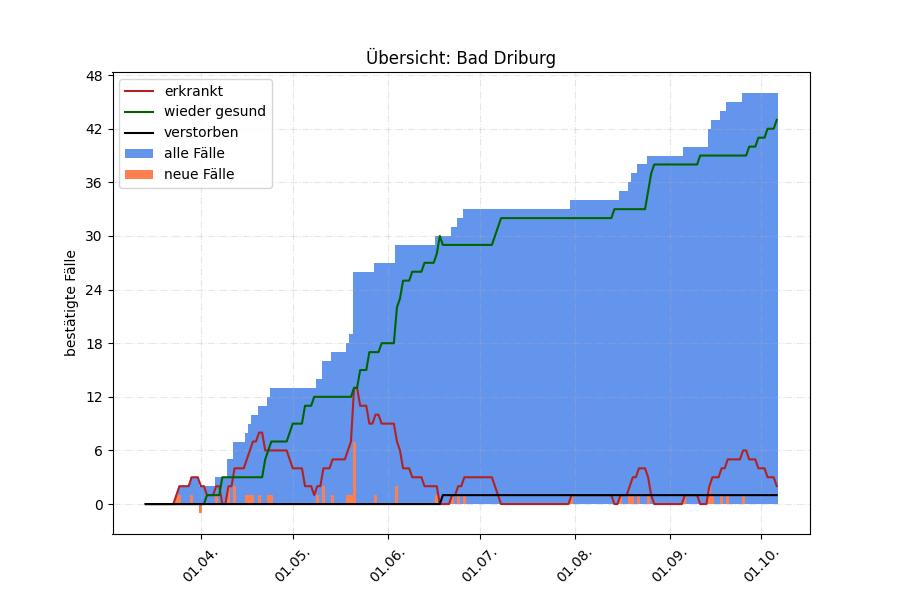 Übersicht: Bad Driburg
erkrankt
wieder gesund
verstorben
alle Fälle
neue Fälle
bestätigte Fälle
48
42
36
30
24
18
12
6
0
01.04.
01.05.
01.06.
01.07.
01.08.
01.09.
01.10.